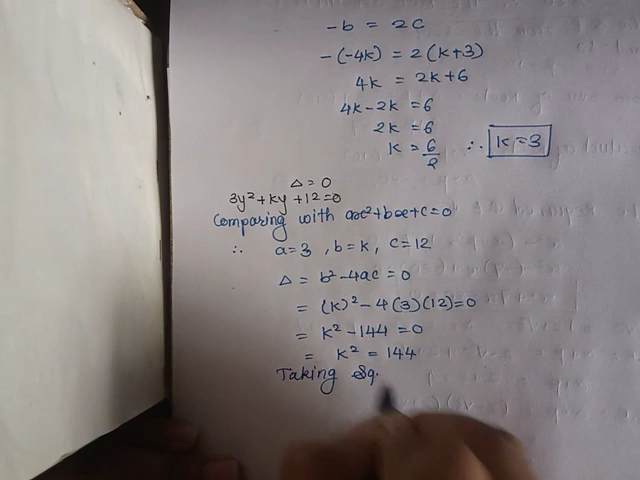 -b = 2c
-(-4k) = 2(k+3)
4k = 2k+6
4k-2k = 6
2k = 6
k = 6/2 ∴ k=3
Δ = 0
3y²+ky+12=0
Comparing with ax²+bx+c=0
∴ a=3, b=k, c=12
Δ = b²-4ac=0
= (k)²-4(3)(12)=0
= k²-144=0
= k²=144
Taking Sq.